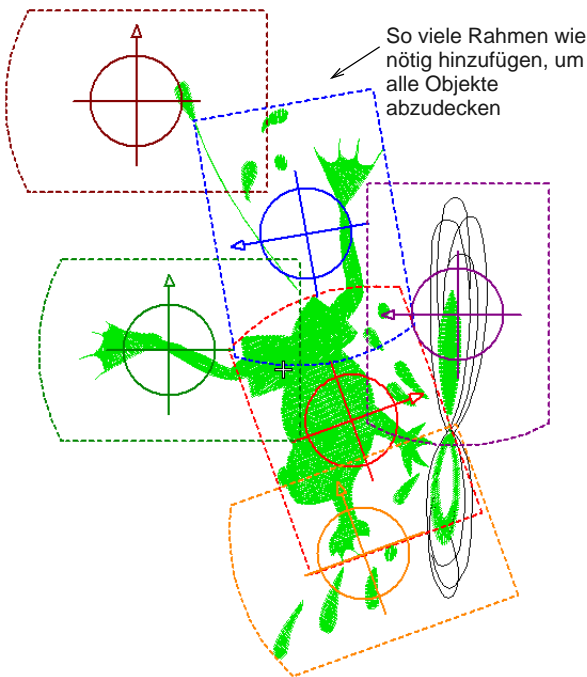 So viele Rahmen wie
nötig hinzufügen, um
alle Objekte
abzudecken